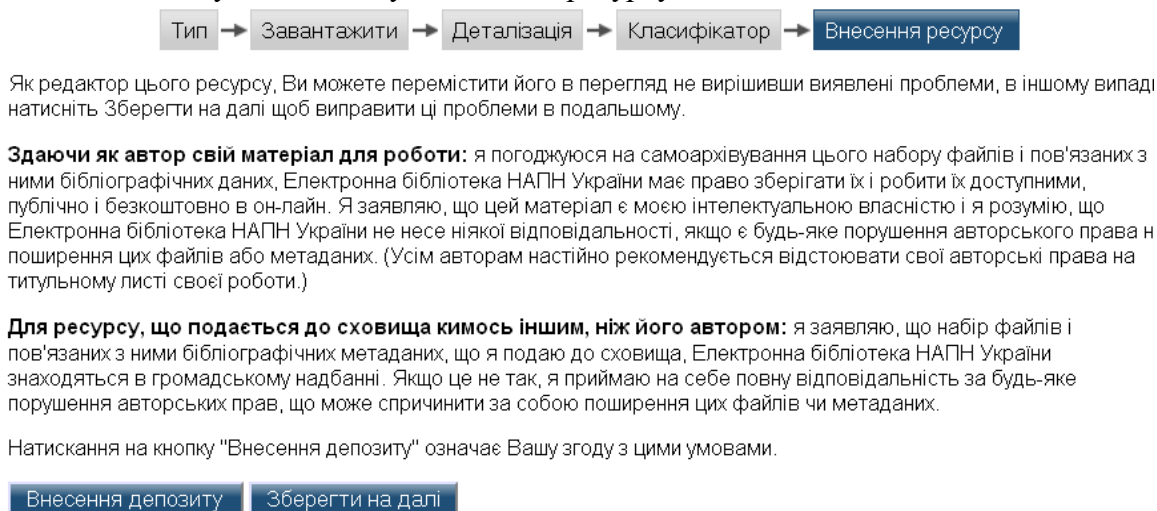 Тип Завантажити Деталізація Класифікатор Внесення ресурсу
Як редактор цього ресурсу, Ви можете перемістити його в перегляд не вирішивши виявлені проблеми, в іншому
натисніть Зберегти на далі щоб виправити ці проблеми в подальшому.
Здаючи як автор свій матеріал для роботи: я погоджуюся на самоархівування цього набору файлів і пов'язаних з
ними бібліографічних даних, Електронна бібліотека НАПН України має право зберігати їх і робити їх доступними,
публічно і безкоштовно в он-лайн. Я заявляю, що цей матеріал є моєю інтелектуальною власністю і я розумію, що
Електронна бібліотека НАПН України не несе ніякої відповідальності, якщо є будь-яке порушення авторського права
поширення цих файлів або метаданих. (Усім авторам настійно рекомендується відстоювати свої авторські права на
титульному листі своєї роботи.)
Для ресурсу, що подається до сховища кимось іншим, ніж його автором: я заявляю, що набір файлів і
пов'язаних з ними бібліографічних метаданих, що я подаю до сховища, Електронна бібліотека НАПН України
знаходяться в громадському надбанні. Якщо це не так, я приймаю на себе повну відповідальність за будь-яке
порушення авторських прав, що може спричинити за собою поширення цих файлів чи метаданих.
Натискання на кнопку "Внесення депозиту" означає Вашу згоду з цими умовами.
Внесення депозиту Зберегти на далі